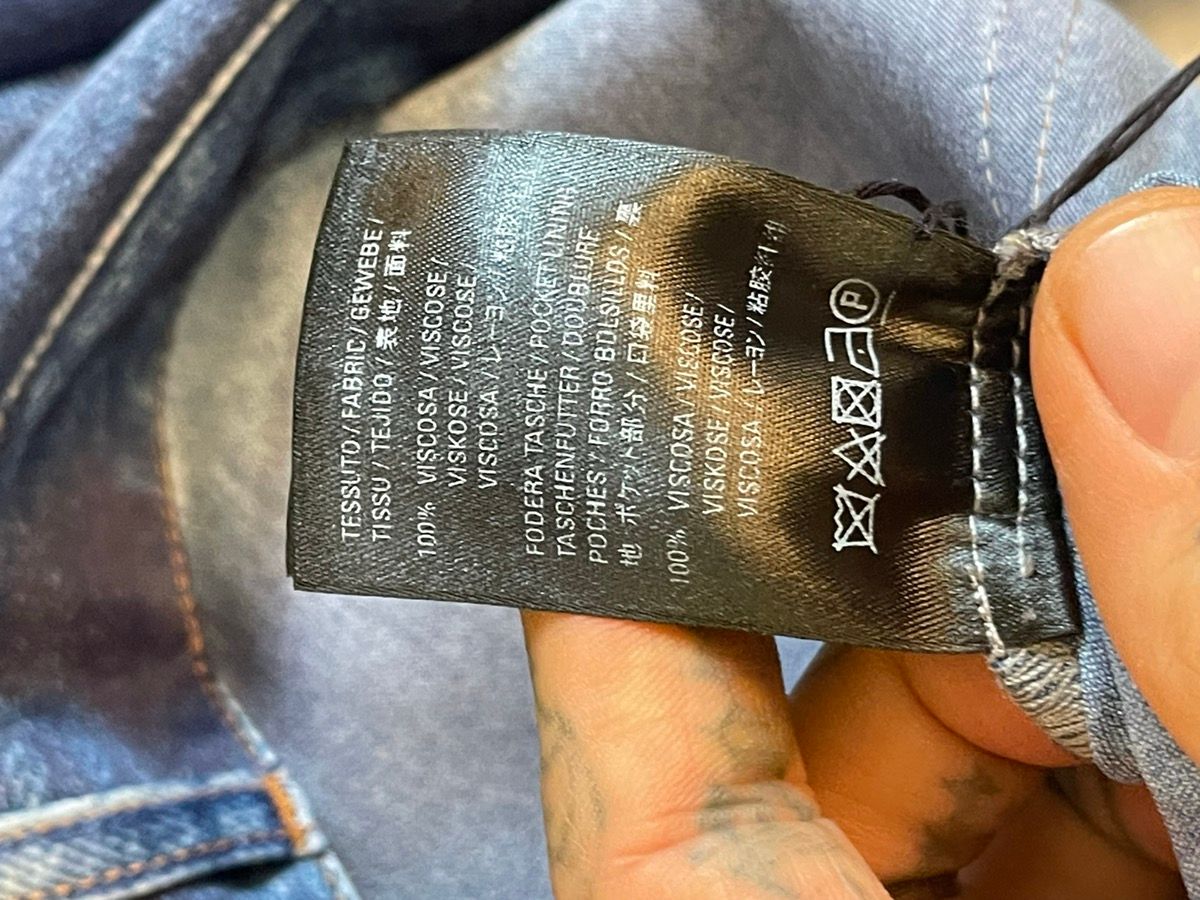 TESSUTO / FABRIC / GEWEBE /
TISSU / TEJIDO / 表地 / 面料
100% VISCOSA / VISCOSE /
VISKOSE / VISCOSE /
VISCOSA / レーヨン / 粘胶
FODERA TASCHE / POCKET LINING
TASCHENFUTTER / DOUBLURE
POCHES / FORRO BOLSILLOS / 裏
地 ポケット部分 / 口袋里料
100% VISCOSA / VISCOSE /
VISKOSE / VISCOSE /
VISCOSA / レーヨン / 粘胶
P